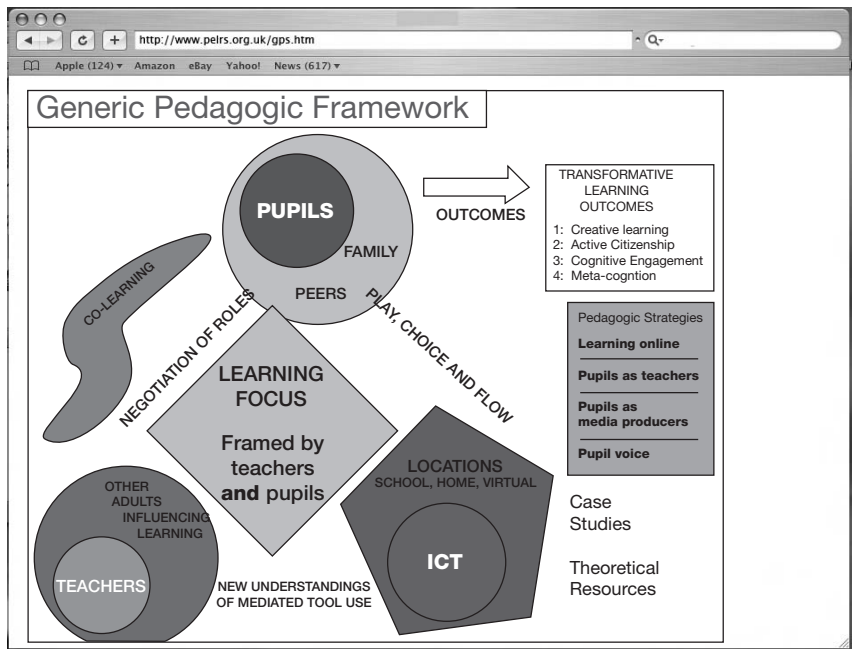 http://www.pelrs.org.uk/gps.htm
Apple (124) Amazon eBay Yahoo! News (617)
Generic Pedagogic Framework
PUPILS
FAMILY
PEERS
OUTCOMES
TRANSFORMATIVE
LEARNING
OUTCOMES
1: Creative learning
2: Active Citizenship
3: Cognitive Engagement
4: Meta-cogntion
CO-LEARNING
NEGOTIATION OF ROLES
PLAY, CHOICE AND FLOW
Pedagogic Strategies
Learning online
Pupils as teachers
Pupils as
media producers
Pupil voice
LEARNING
FOCUS
Framed by
teachers
and pupils
LOCATIONS
SCHOOL, HOME, VIRTUAL
ICT
OTHER
ADULTS
INFLUENCING
LEARNING
TEACHERS
NEW UNDERSTANDINGS
OF MEDIATED TOOL USE
Case
Studies
Theoretical
Resources